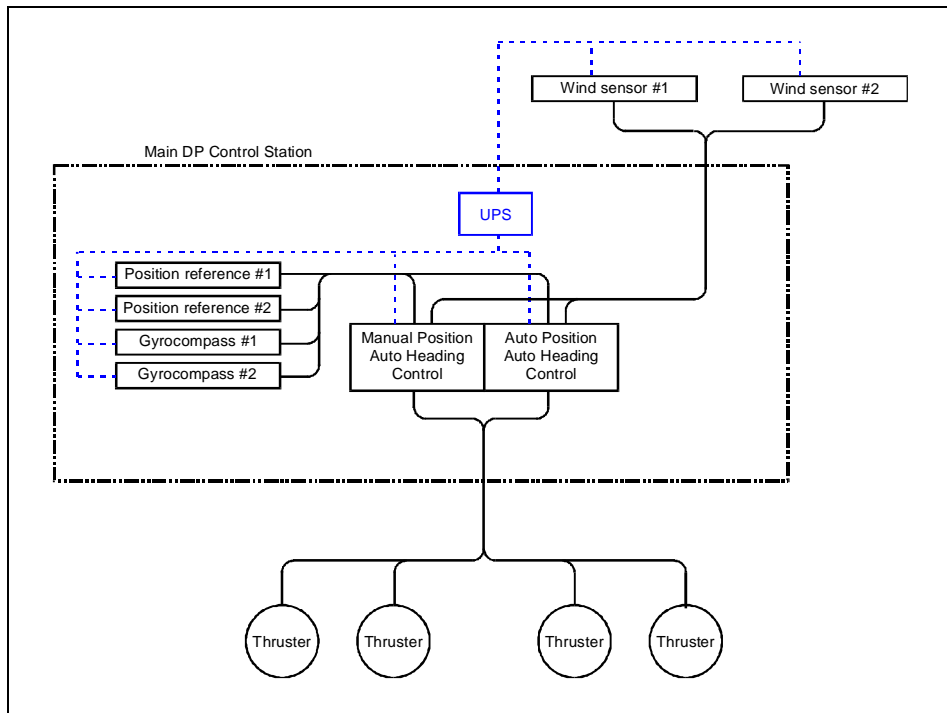 Wind sensor #1
Wind sensor #2
Main DP Control Station
UPS
Position reference #1
Position reference #2
Gyrocompass #1
Gyrocompass #2
Manual Position
Auto Heading
Control
Auto Position
Auto Heading
Control
Thruster
Thruster
Thruster
Thruster